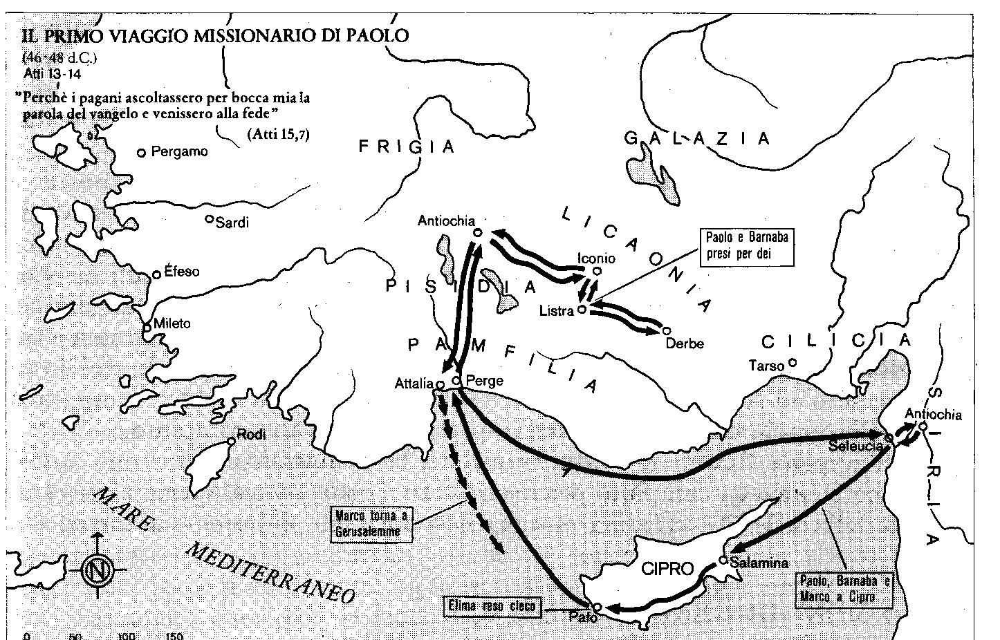 IL PRIMO VIAGGIO MISSIONARIO DI PAOLO
(46-48 d.C.)
Atti 13-14
"Perchè i pagani ascoltassero per bocca mia la
parola del vangelo e venissero alla fede"
(Atti 15,7)
Pergamo
FRIGIA
GALAZIA
Sardi
Antiochia
LICAONIA
Paolo e Barnaba
presi per dei
Iconio
Éfeso
PISIDIA
Listra
Mileto
Derbe
PAMFILIA
CILICIA
Tarso
Attalia
Perge
SIRIA
Antiochia
Rodi
Seleucia
MARE
MEDITERRANEO
Marco torna a
Gerusalemme
N
CIPRO
Salamina
Paolo, Barnaba e
Marco a Cipro
Elima reso cieco
Pafo
0 50 100 150